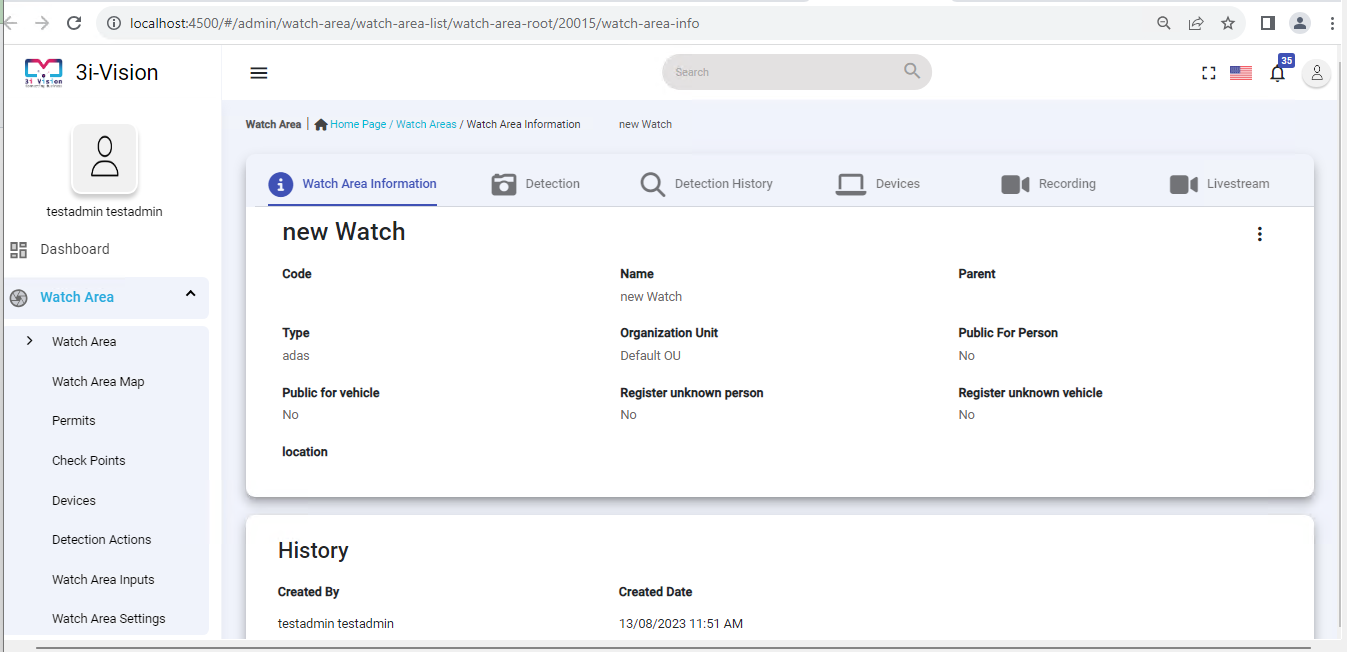 localhost:4500/#/admin/watch-area/watch-area-list/watch-area-root/20015/watch-area-info
3i Vision
3i-Vision
Search
35
testadmin testadmin
Dashboard
Watch Area
Watch Area
Watch Area Map
Permits
Check Points
Devices
Detection Actions
Watch Area Inputs
Watch Area Settings
Watch Area | Home Page / Watch Areas / Watch Area Information new Watch
Watch Area Information Detection Detection History Devices Recording Livestream
new Watch
Code Name Parent
new Watch
Type Organization Unit Public For Person
adas Default OU No
Public for vehicle Register unknown person Register unknown vehicle
No No No
location
History
Created By Created Date
testadmin testadmin 13/08/2023 11:51 AM